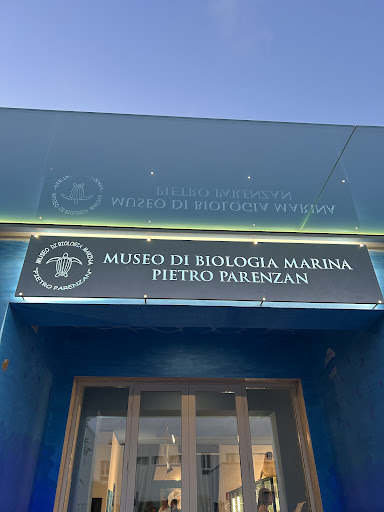 MUSEO DI BIOLOGIA MARINA
PIETRO PARENZAN
MUSEO DI BIOLOGIA MARINA
"PIETRO PARENZAN"